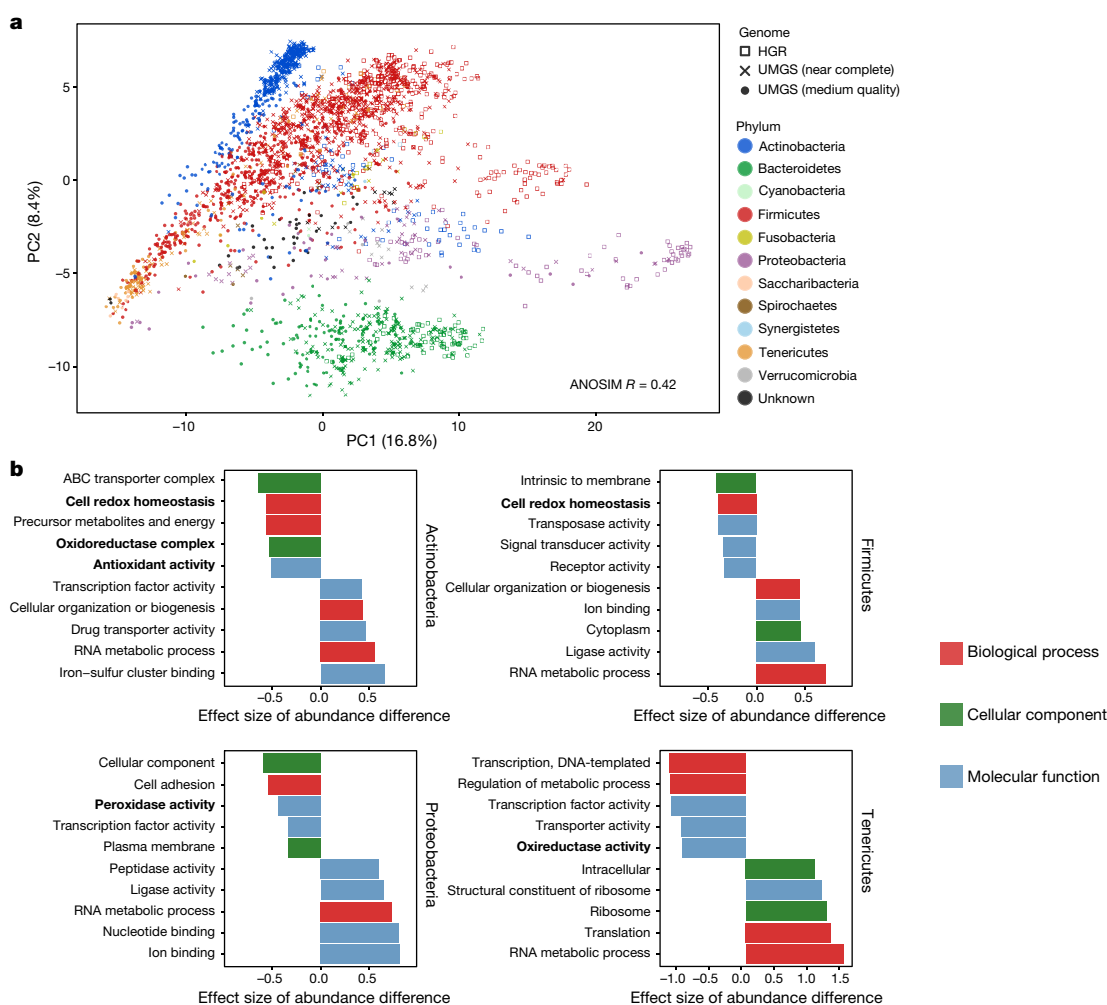 a
5
0
−5
−10
PC2 (8.4%)
−10
0
10
20
PC1 (16.8%)
ANOSIM R = 0.42
Genome
HGR
UMGS (near complete)
UMGS (medium quality)
Phylum
Actinobacteria
Bacteroidetes
Cyanobacteria
Firmicutes
Fusobacteria
Proteobacteria
Saccharibacteria
Spirochaetes
Synergistetes
Tenericutes
Verrucomicrobia
Unknown
b
ABC transporter complex
Cell redox homeostasis
Precursor metabolites and energy
Oxidoreductase complex
Antioxidant activity
Transcription factor activity
Cellular organization or biogenesis
Drug transporter activity
RNA metabolic process
Iron−sulfur cluster binding
Actinobacteria
−0.5 0.0 0.5
Effect size of abundance difference
Intrinsic to membrane
Cell redox homeostasis
Transposase activity
Signal transducer activity
Receptor activity
Cellular organization or biogenesis
Ion binding
Cytoplasm
Ligase activity
RNA metabolic process
Firmicutes
−0.5 0.0 0.5
Effect size of abundance difference
Cellular component
Cell adhesion
Peroxidase activity
Transcription factor activity
Plasma membrane
Peptidase activity
Ligase activity
RNA metabolic process
Nucleotide binding
Ion binding
Proteobacteria
−0.5 0.0 0.5
Effect size of abundance difference
Transcription, DNA-templated
Regulation of metabolic process
Transcription factor activity
Transporter activity
Oxireductase activity
Intracellular
Structural constituent of ribosome
Ribosome
Translation
RNA metabolic process
Tenericutes
−1.0 −0.5 0.0 0.5 1.0 1.5
Effect size of abundance difference
Biological process
Cellular component
Molecular function